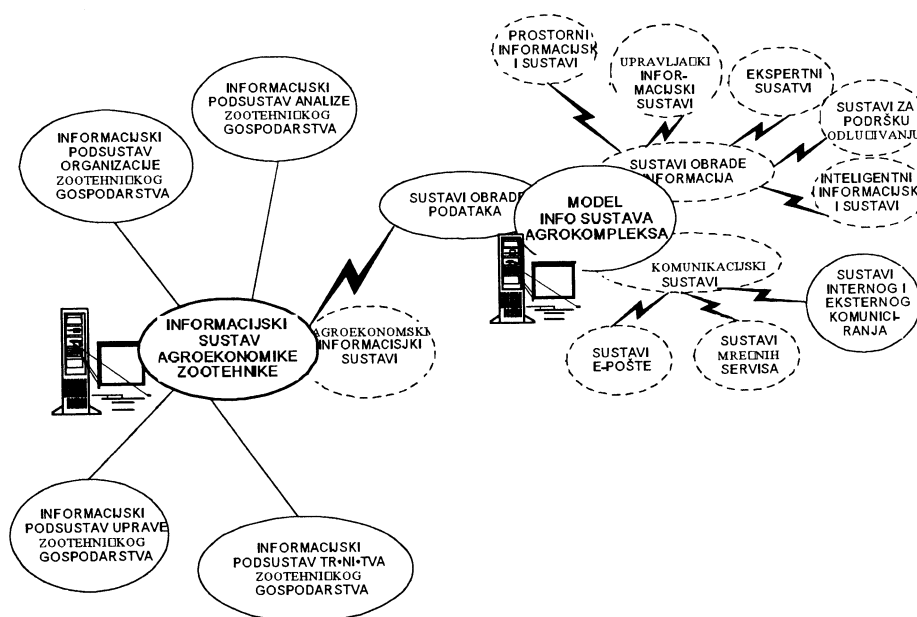 PROSTORNI
INFORMACIJSK
I SUSTAVI
UPRAVLJA□KI
INFOR-
MACIJSKI
SUSTAVI
EKSPERTNI
SUSATVI
SUSTAVI ZA
PODRŠKU
ODLU□IVANJU
INTELIGENTNI
INFORMACIJSK
I SUSTAVI
SUSTAVI OBRADE
INFORMACIJA
INFORMACIJSKI
PODSUSTAV ANALIZE
ZOOTEHNI□KOG
GOSPODARSTVA
INFORMACIJSKI
PODSUSTAV
ORGANIZACIJE
ZOOTEHNI□KOG
GOSPODARSTVA
SUSTAVI OBRADE
PODATAKA
MODEL
INFO SUSTAVA
AGROKOMPLEKSA
KOMUNIKACIJSKI
SUSTAVI
SUSTAVI
INTERNOG I
EKSTERNOG
KOMUNICI-
RANJA
SUSTAVI
E-POŠTE
SUSTAVI
MRE□NIH
SERVISA
INFORMACIJSKI
SUSTAV
AGROEKONOMIKE
ZOOTEHNIKE
AGROEKONOMSKI
INFORMACISJKI
SUSTAVI
INFORMACIJSKI
PODSUSTAV UPRAVE
ZOOTEHNI□KOG
GOSPODARSTVA
INFORMACIJSKI
PODSUSTAV TR•NI•TVA
ZOOTEHNI□KOG
GOSPODARSTVA